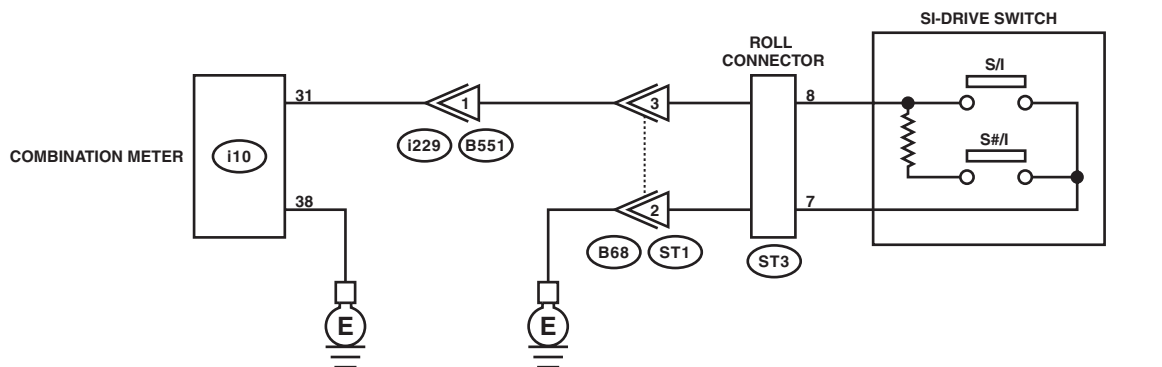 SI-DRIVE SWITCH
ROLL
CONNECTOR
S/I
31
1
3
8
i229
B551
COMBINATION METER
i10
S#/I
38
2
7
B68
ST1
ST3
E
E